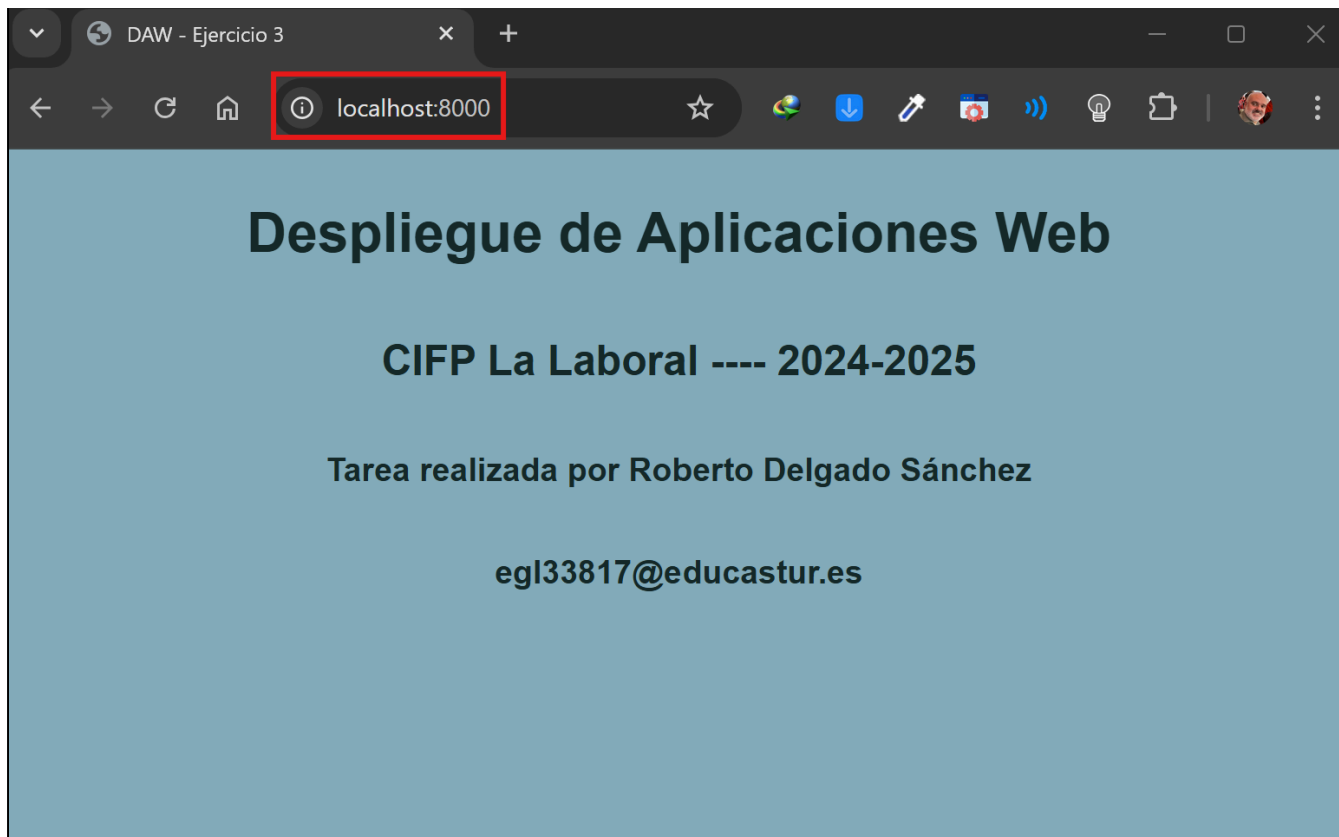 DAW - Ejercicio 3
localhost:8000
Despliegue de Aplicaciones Web
CIFP La Laboral ---- 2024-2025
Tarea realizada por Roberto Delgado Sánchez
egl33817@educastur.es